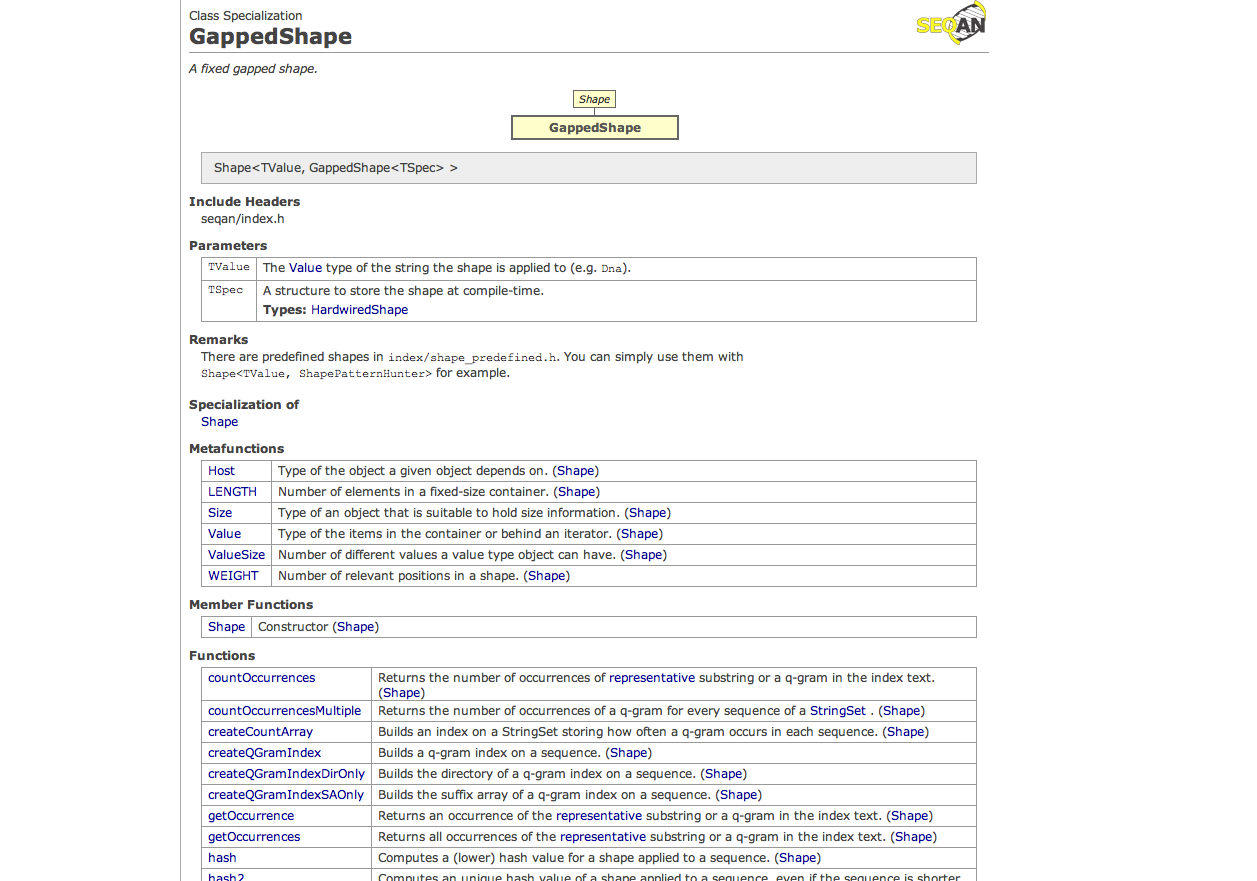 Class Specialization
SEQAN
GappedShape
A fixed gapped shape.
Shape
GappedShape
Shape<TValue, GappedShape<TSpec> >
Include Headers
seqan/index.h
Parameters
TValue The Value type of the string the shape is applied to (e.g. Dna).
TSpec A structure to store the shape at compile-time.
Types: HardwiredShape
Remarks
There are predefined shapes in index/shape_predefined.h. You can simply use them with
Shape<TValue, ShapePatternHunter> for example.
Specialization of
Shape
Metafunctions
Host Type of the object a given object depends on. (Shape)
LENGTH Number of elements in a fixed-size container. (Shape)
Size Type of an object that is suitable to hold size information. (Shape)
Value Type of the items in the container or behind an iterator. (Shape)
ValueSize Number of different values a value type object can have. (Shape)
WEIGHT Number of relevant positions in a shape. (Shape)
Member Functions
Shape Constructor (Shape)
Functions
countOccurrences Returns the number of occurrences of representative substring or a q-gram in the index text.
(Shape)
countOccurrencesMultiple Returns the number of occurrences of a q-gram for every sequence of a StringSet . (Shape)
createCountArray Builds an index on a StringSet storing how often a q-gram occurs in each sequence. (Shape)
createQGramIndex Builds a q-gram index on a sequence. (Shape)
createQGramIndexDirOnly Builds the directory of a q-gram index on a sequence. (Shape)
createQGramIndexSAOnly Builds the suffix array of a q-gram index on a sequence. (Shape)
getOccurrence Returns an occurrence of the representative substring or a q-gram in the index text. (Shape)
getOccurrences Returns all occurrences of the representative substring or a q-gram in the index text. (Shape)
hash Computes a (lower) hash value for a shape applied to a sequence. (Shape)
hash2 Computes an unique hash value of a shape applied to a sequence, even if the sequence is shorter